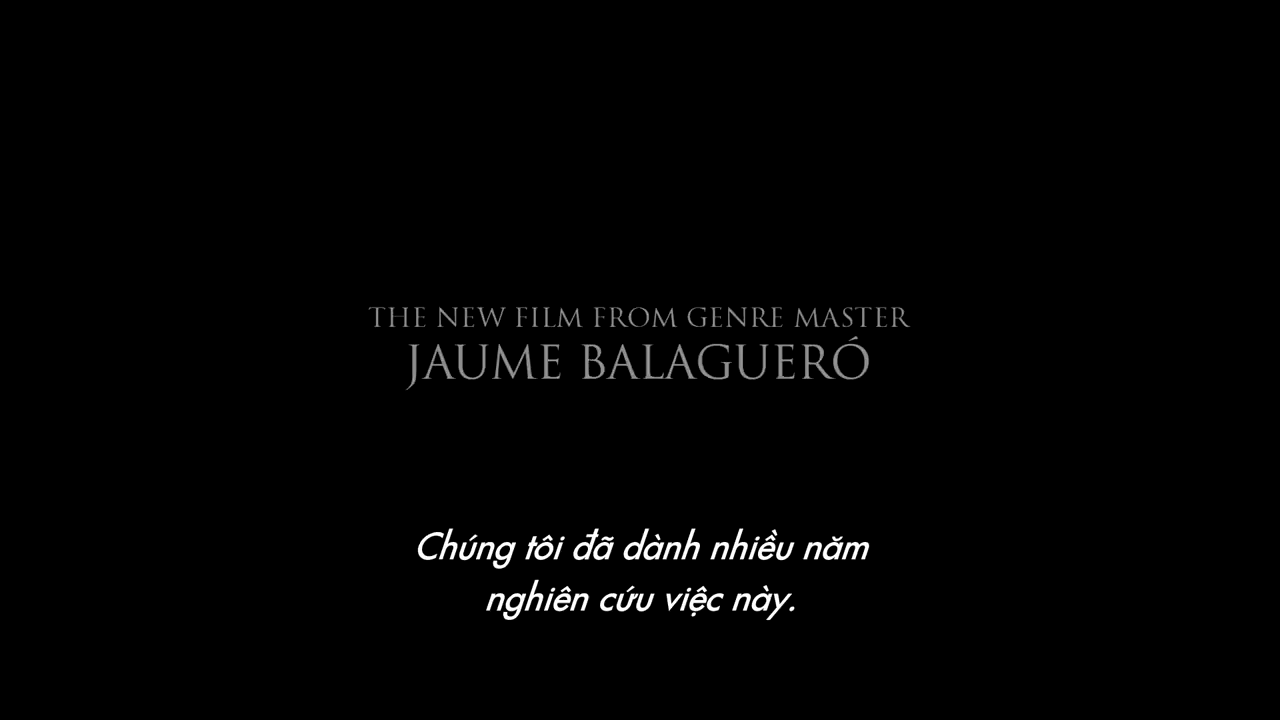 THE NEW FILM FROM GENRE MASTER
JAUME BALAGUERÓ
Chúng tôi đã dành nhiều năm
nghiên cứu việc này.